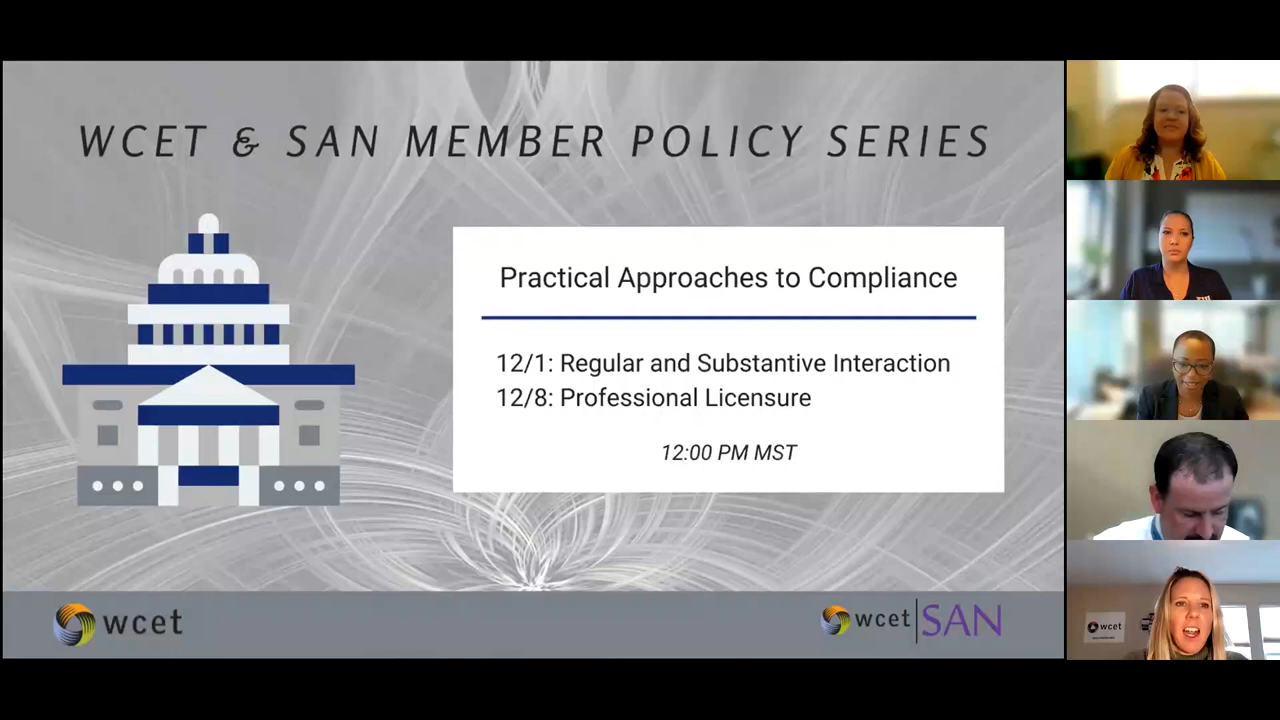 WCET & SAN MEMBER POLICY SERIES
Practical Approaches to Compliance
12/1: Regular and Substantive Interaction
12/8: Professional Licensure
12:00 PM MST
wcet
wcet SAN
wcet